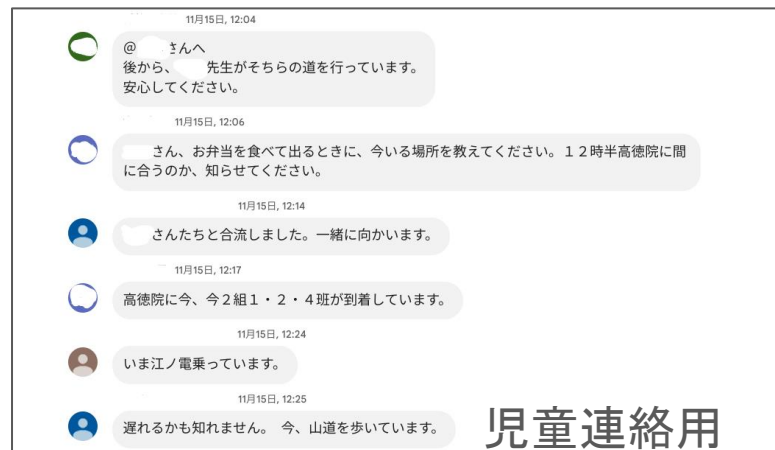 11月15日, 12:04
@ さんへ
後から、 先生がそちらの道を行っています。
安心してください。
11月15日, 12:06
さん、お弁当を食べて出るときに、今いる場所を教えてください。１２時半高徳院に間
に合うのか、知らせてください。
11月15日, 12:14
さんたちと合流しました。一緒に向かいます。
11月15日, 12:17
高徳院に今、今２組１・２・４班が到着しています。
11月15日, 12:24
いま江ノ電乗っています。
11月15日, 12:25
遅れるかも知れません。 今、山道を歩いています。
児童連絡用